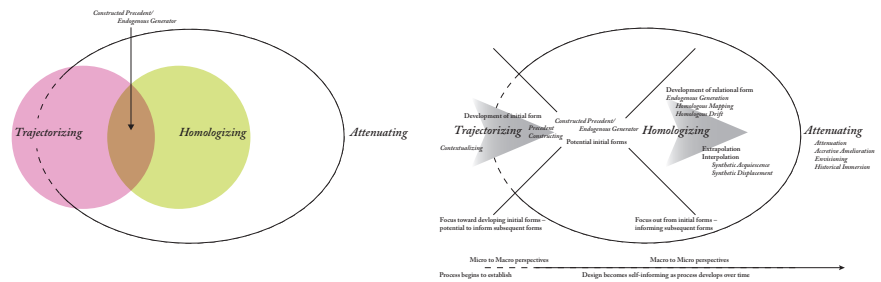 Constructed Precedent/
Endogenous Generator
Trajectorizing
Homologizing
Attenuating
Development of initial form
Trajectorizing
Precedent
Constructing
Contextualizing
Constructed Precedent/
Endogenous Generator
Potential initial forms
Development of relational form
Endogenous Generation
Homologous Mapping
Homologous Drift
Homologizing
Extrapolation
Interpolation
Synthetic Acquiescence
Synthetic Displacement
Attenuating
Attenuation
Accretive Amelioration
Envisioning
Historical Immersion
Focus toward devloping initial forms –
potential to inform subsequent forms
Focus out from initial forms –
informing subsequent forms
Micro to Macro perspectives
Macro to Micro perspectives
Process begins to establish
Design becomes self-informing as process develops over time